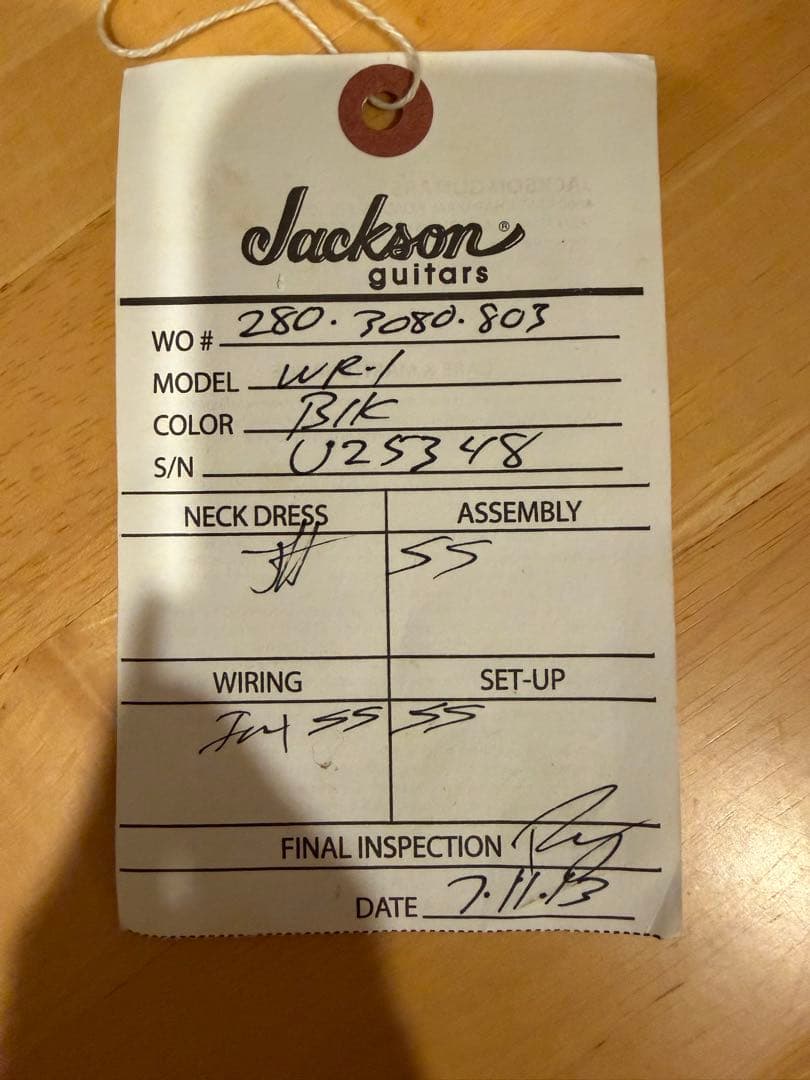 Jackson®
guitars
WO # 280.3080.803
MODEL WR-1
COLOR Blk
S/N U25348
NECK DRESS ASSEMBLY
SS
WIRING SET-UP
SS SS
FINAL INSPECTION
DATE 7.11.13